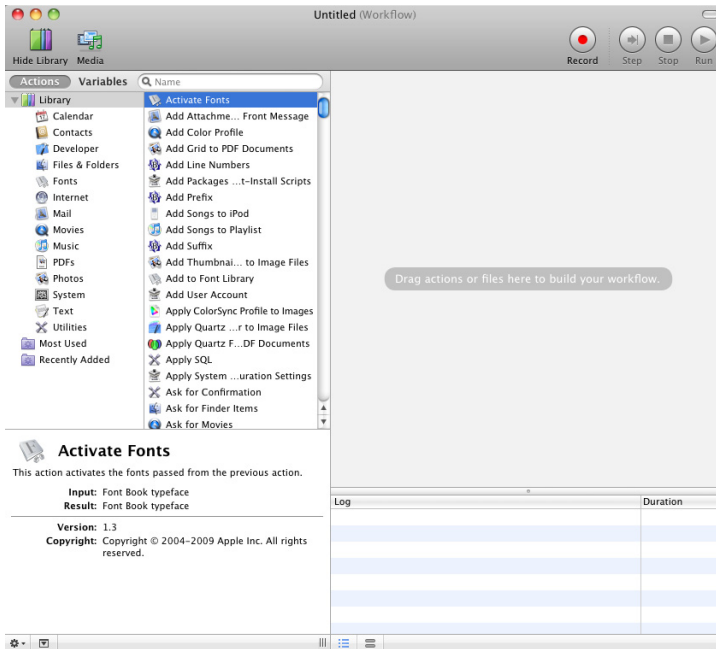 Untitled (Workflow)
Hide Library Media Record Step Stop Run
Actions Variables Name
Library
Calendar
Contacts
Developer
Files & Folders
Fonts
Internet
Mail
Movies
Music
PDFs
Photos
System
Text
Utilities
Most Used
Recently Added
Activate Fonts
Add Attachme... Front Message
Add Color Profile
Add Grid to PDF Documents
Add Line Numbers
Add Packages ...t-Install Scripts
Add Prefix
Add Songs to iPod
Add Songs to Playlist
Add Suffix
Add Thumbnai... to Image Files
Add to Font Library
Add User Account
Apply ColorSync Profile to Images
Apply Quartz ...r to Image Files
Apply Quartz F...DF Documents
Apply SQL
Apply System ...uration Settings
Ask for Confirmation
Ask for Finder Items
Ask for Movies
Drag actions or files here to build your workflow.
Activate Fonts
This action activates the fonts passed from the previous action.
Input: Font Book typeface
Result: Font Book typeface
Version: 1.3
Copyright: Copyright © 2004-2009 Apple Inc. All rights
reserved.
Log Duration